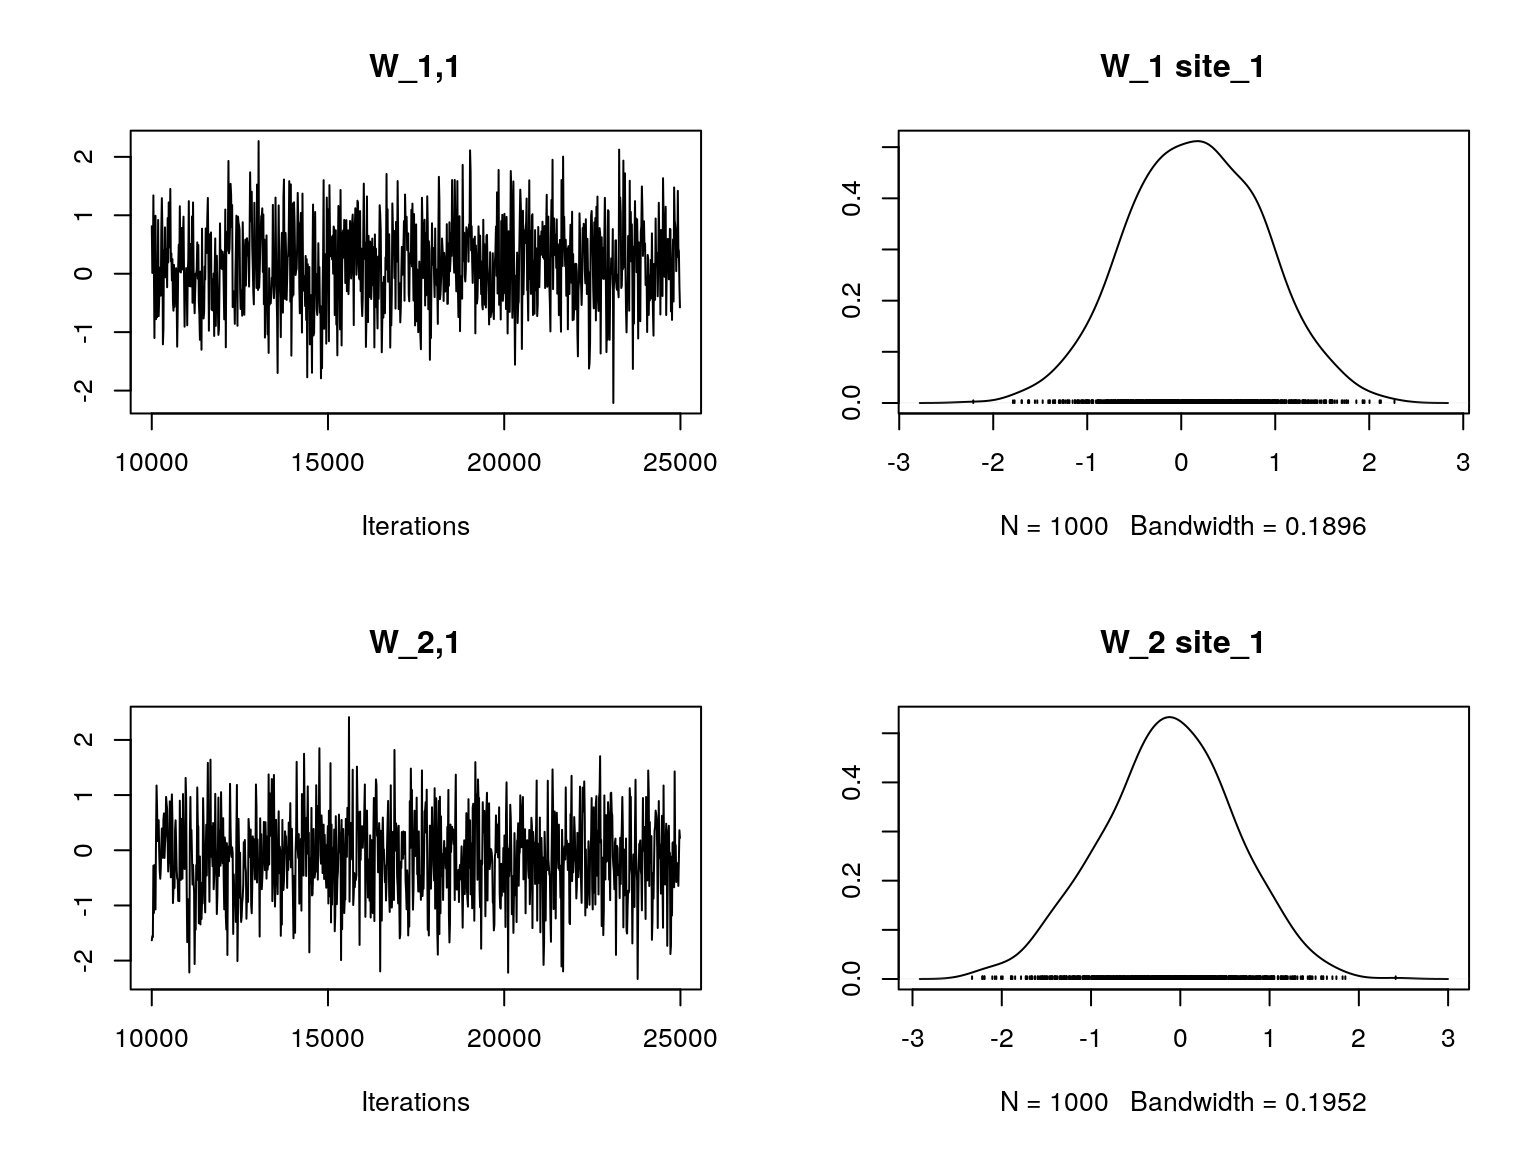 W_1,1
2
1
0
-1
-2
10000 15000 20000 25000
Iterations
W_1 site_1
0.4
0.2
0.0
-3 -2 -1 0 1 2 3
N = 1000 Bandwidth = 0.1896
W_2,1
2
1
0
-1
-2
10000 15000 20000 25000
Iterations
W_2 site_1
0.4
0.2
0.0
-3 -2 -1 0 1 2 3
N = 1000 Bandwidth = 0.1952